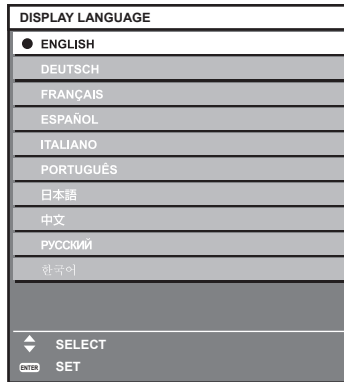 DISPLAY LANGUAGE
ENGLISH
DEUTSCH
FRANÇAIS
ESPAÑOL
ITALIANO
PORTUGUÊS
日本語
中文
РУССКИЙ
한국어
SELECT
ENTER SET